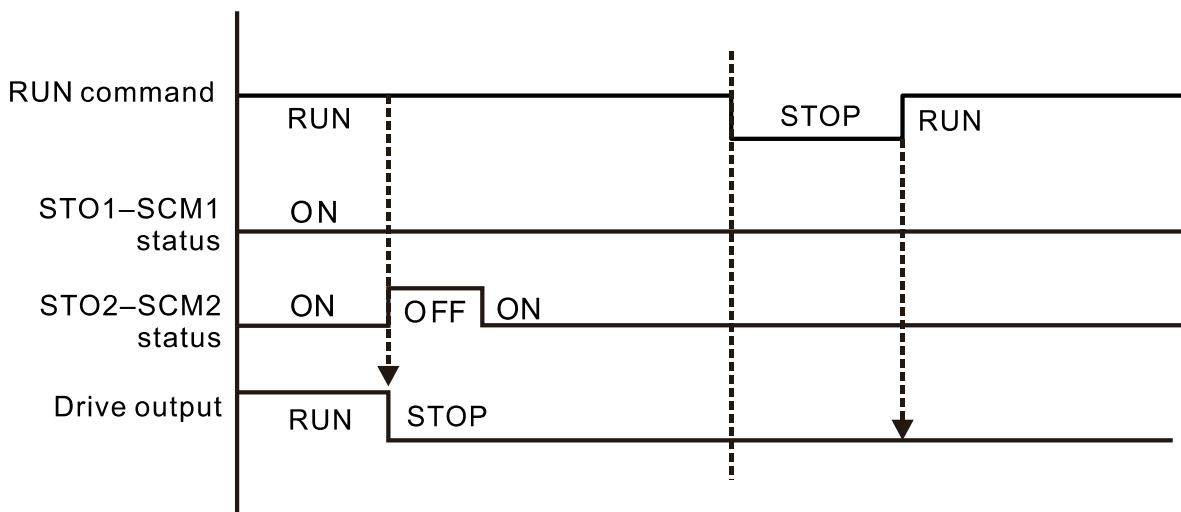 RUN command
RUN
STOP
RUN
STO1–SCM1
status
ON
STO2–SCM2
status
ON
OFF
ON
Drive output
RUN
STOP